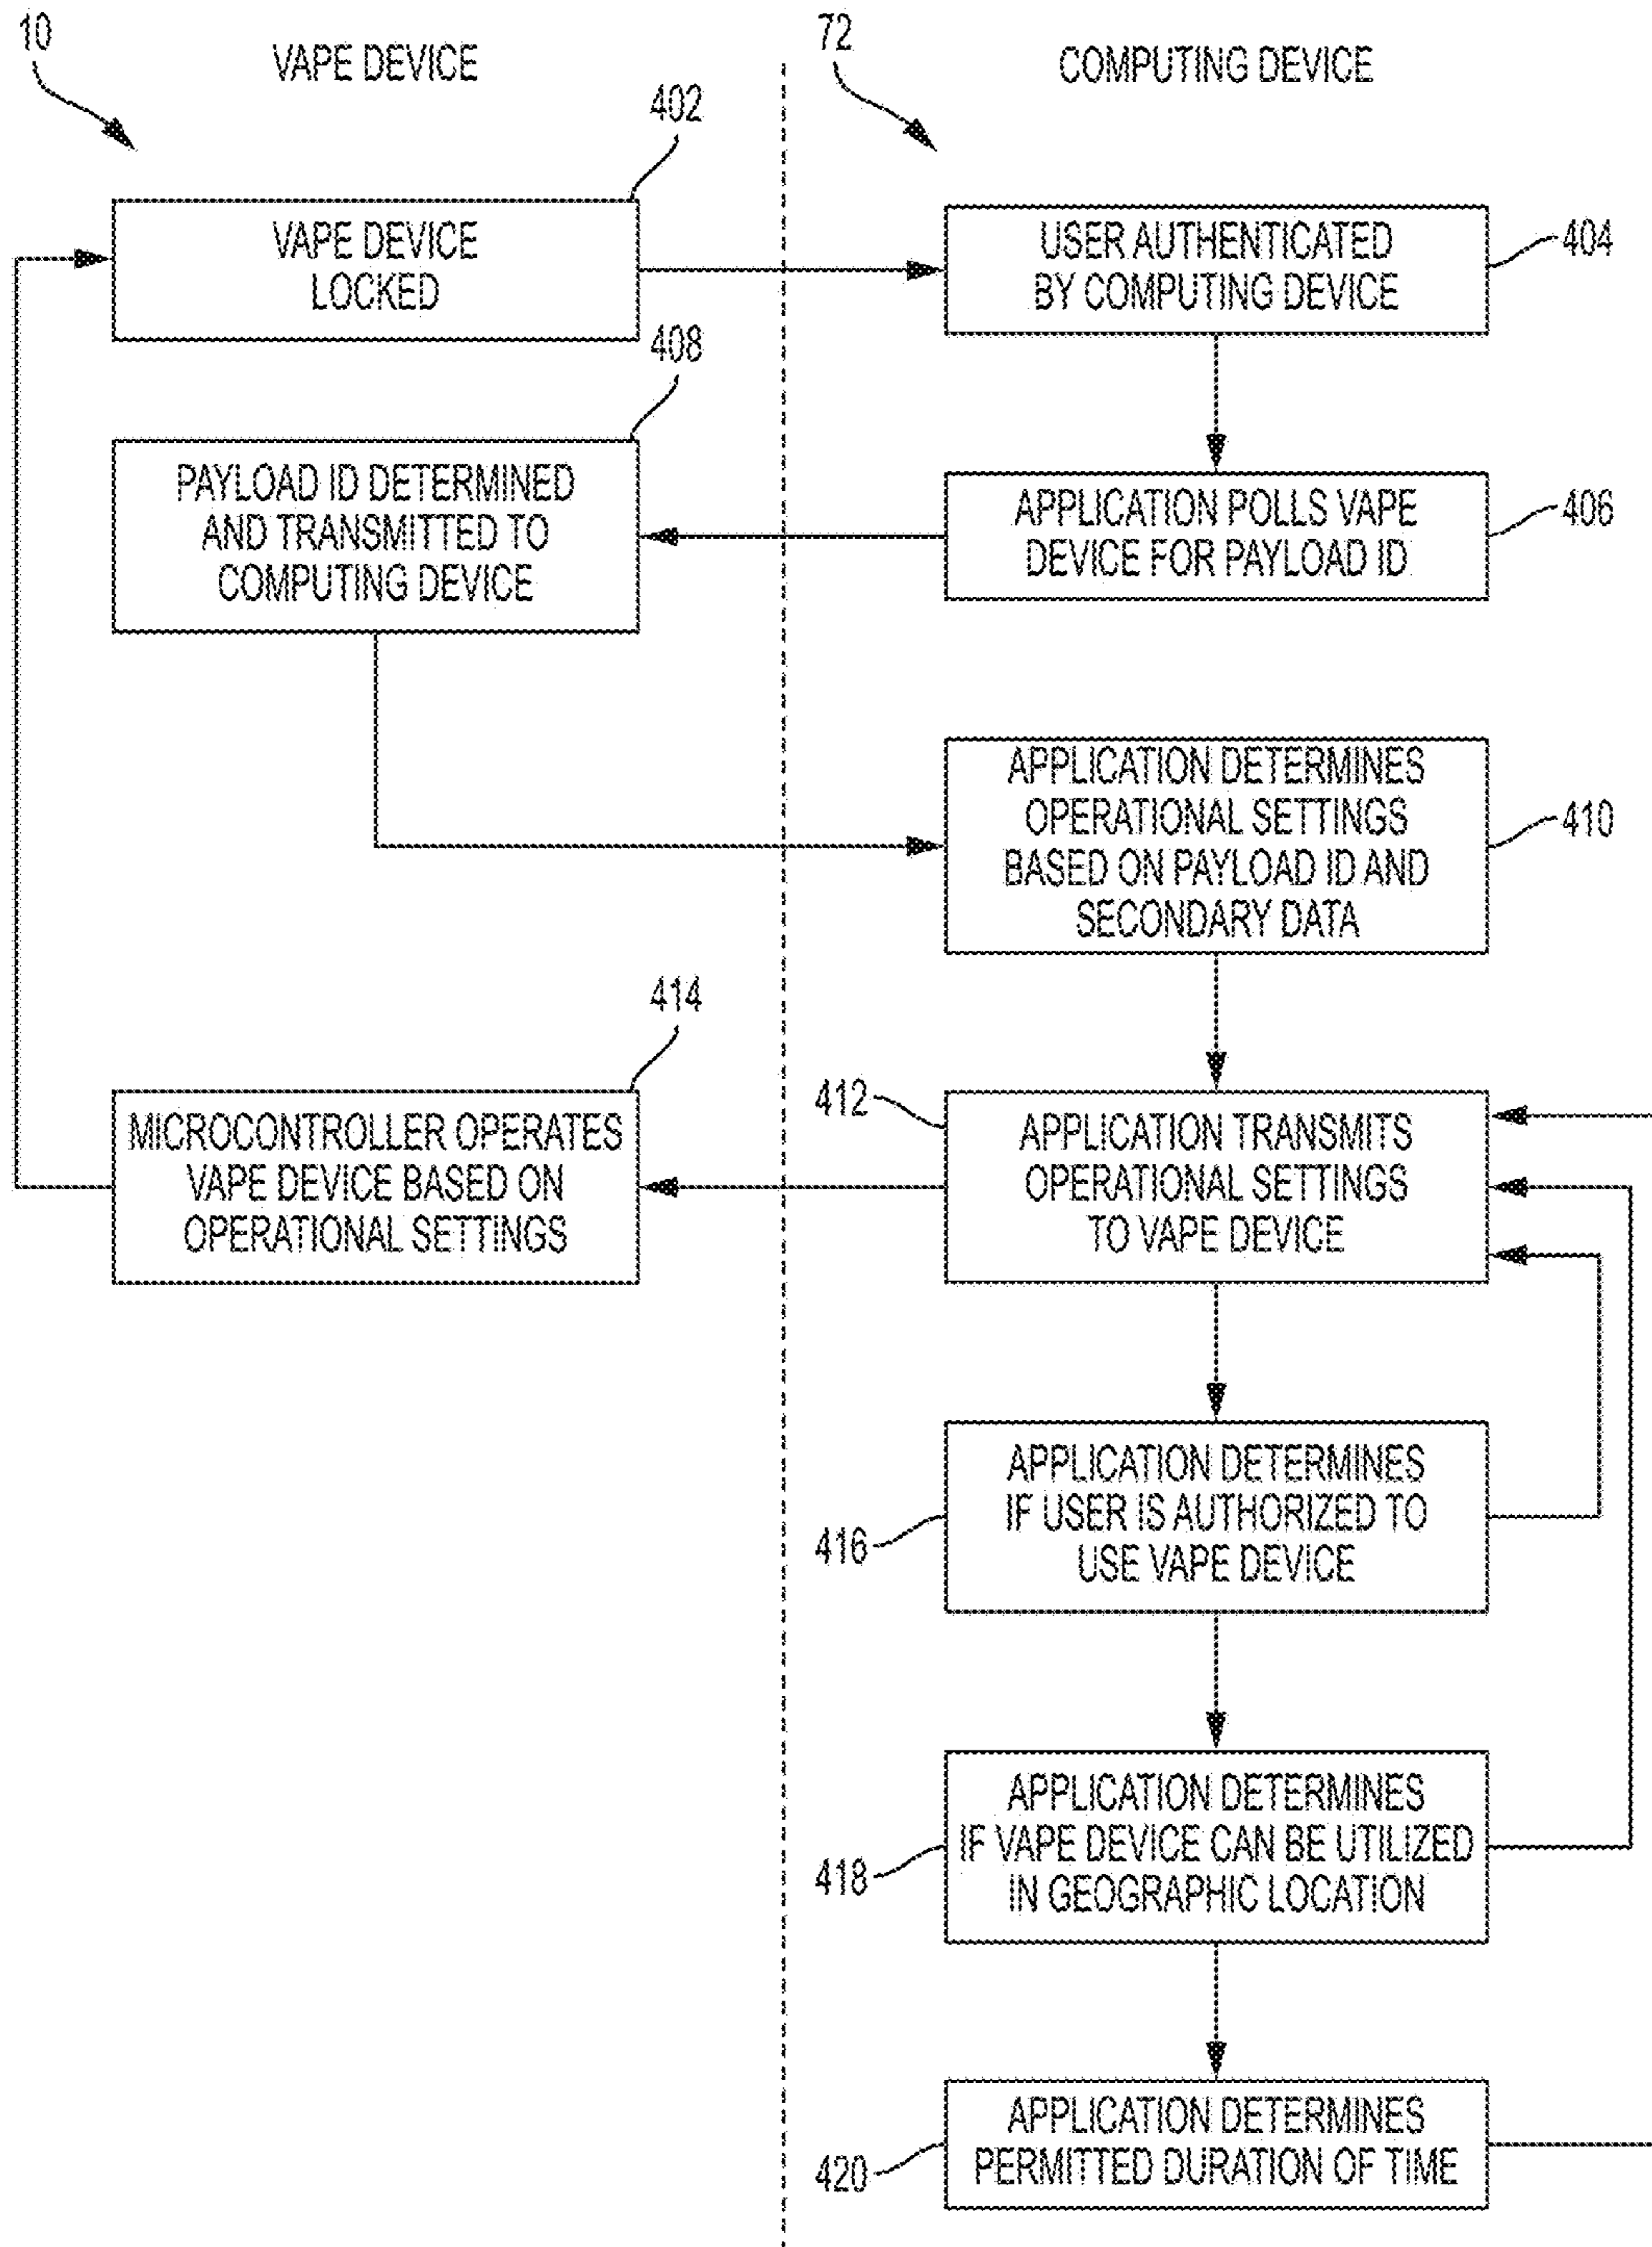 10
VAPE DEVICE
72
COMPUTING DEVICE
402
VAPE DEVICE
LOCKED
USER AUTHENTICATED
BY COMPUTING DEVICE
404
408
PAYLOAD ID DETERMINED
AND TRANSMITTED TO
COMPUTING DEVICE
APPLICATION POLLS VAPE
DEVICE FOR PAYLOAD ID
406
APPLICATION DETERMINES
OPERATIONAL SETTINGS
BASED ON PAYLOAD ID AND
SECONDARY DATA
410
414
MICROCONTROLLER OPERATES
VAPE DEVICE BASED ON
OPERATIONAL SETTINGS
412
APPLICATION TRANSMITS
OPERATIONAL SETTINGS
TO VAPE DEVICE
416
APPLICATION DETERMINES
IF USER IS AUTHORIZED TO
USE VAPE DEVICE
418
APPLICATION DETERMINES
IF VAPE DEVICE CAN BE UTILIZED
IN GEOGRAPHIC LOCATION
420
APPLICATION DETERMINES
PERMITTED DURATION OF TIME